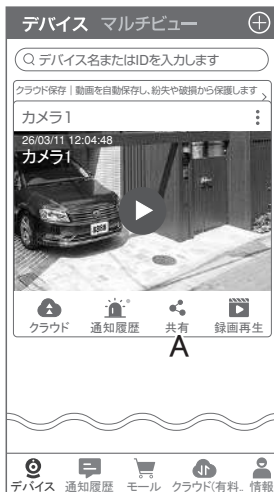 デバイス マルチビュー
デバイス名またはIDを入力します
クラウド保存｜動画を自動保存し、紛失や破損から保護します
カメラ1
26/03/11 12:04:48
カメラ1
クラウド 通知履歴 共有 録画再生
A
デバイス 通知履歴 モール クラウド(有料.. 情報